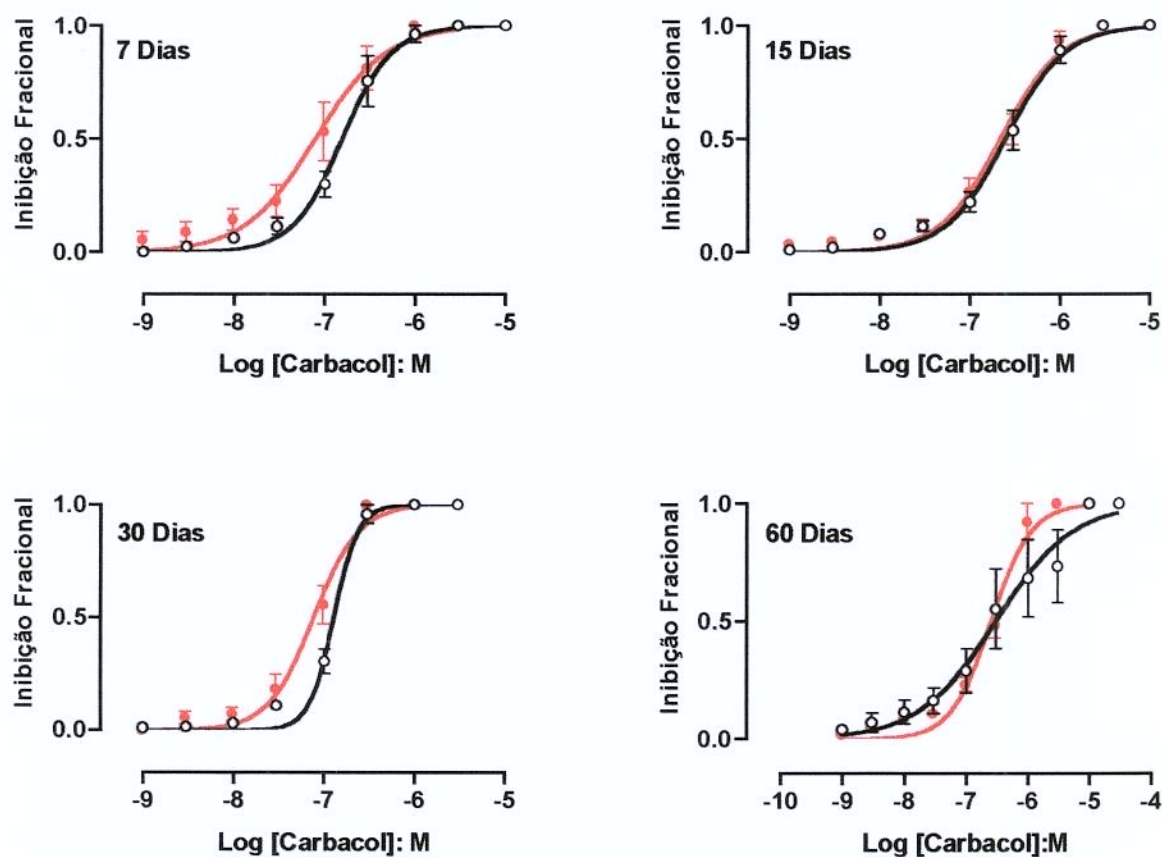 7 Dias
Inibição Fracional
1.0
0.5
0.0
-9 -8 -7 -6 -5
Log [Carbacol]: M
15 Dias
Inibição Fracional
1.0
0.5
0.0
-9 -8 -7 -6 -5
Log [Carbacol]: M
30 Dias
Inibição Fracional
1.0
0.5
0.0
-9 -8 -7 -6 -5
Log [Carbacol]: M
60 Dias
Inibição Fracional
1.0
0.5
0.0
-10 -9 -8 -7 -6 -5 -4
Log [Carbacol]:M